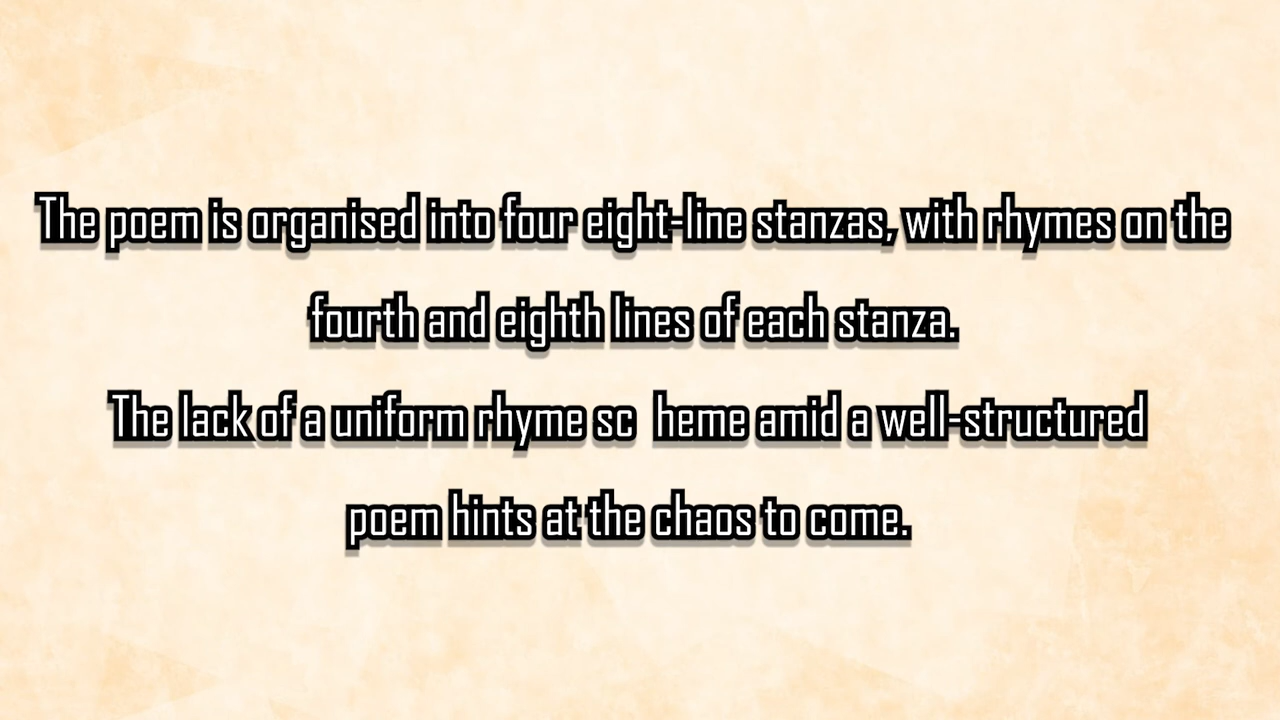 The poem is organised into four eight-line stanzas, with rhymes on the
fourth and eighth lines of each stanza.
The lack of a uniform rhyme sc  heme amid a well-structured
poem hints at the chaos to come.